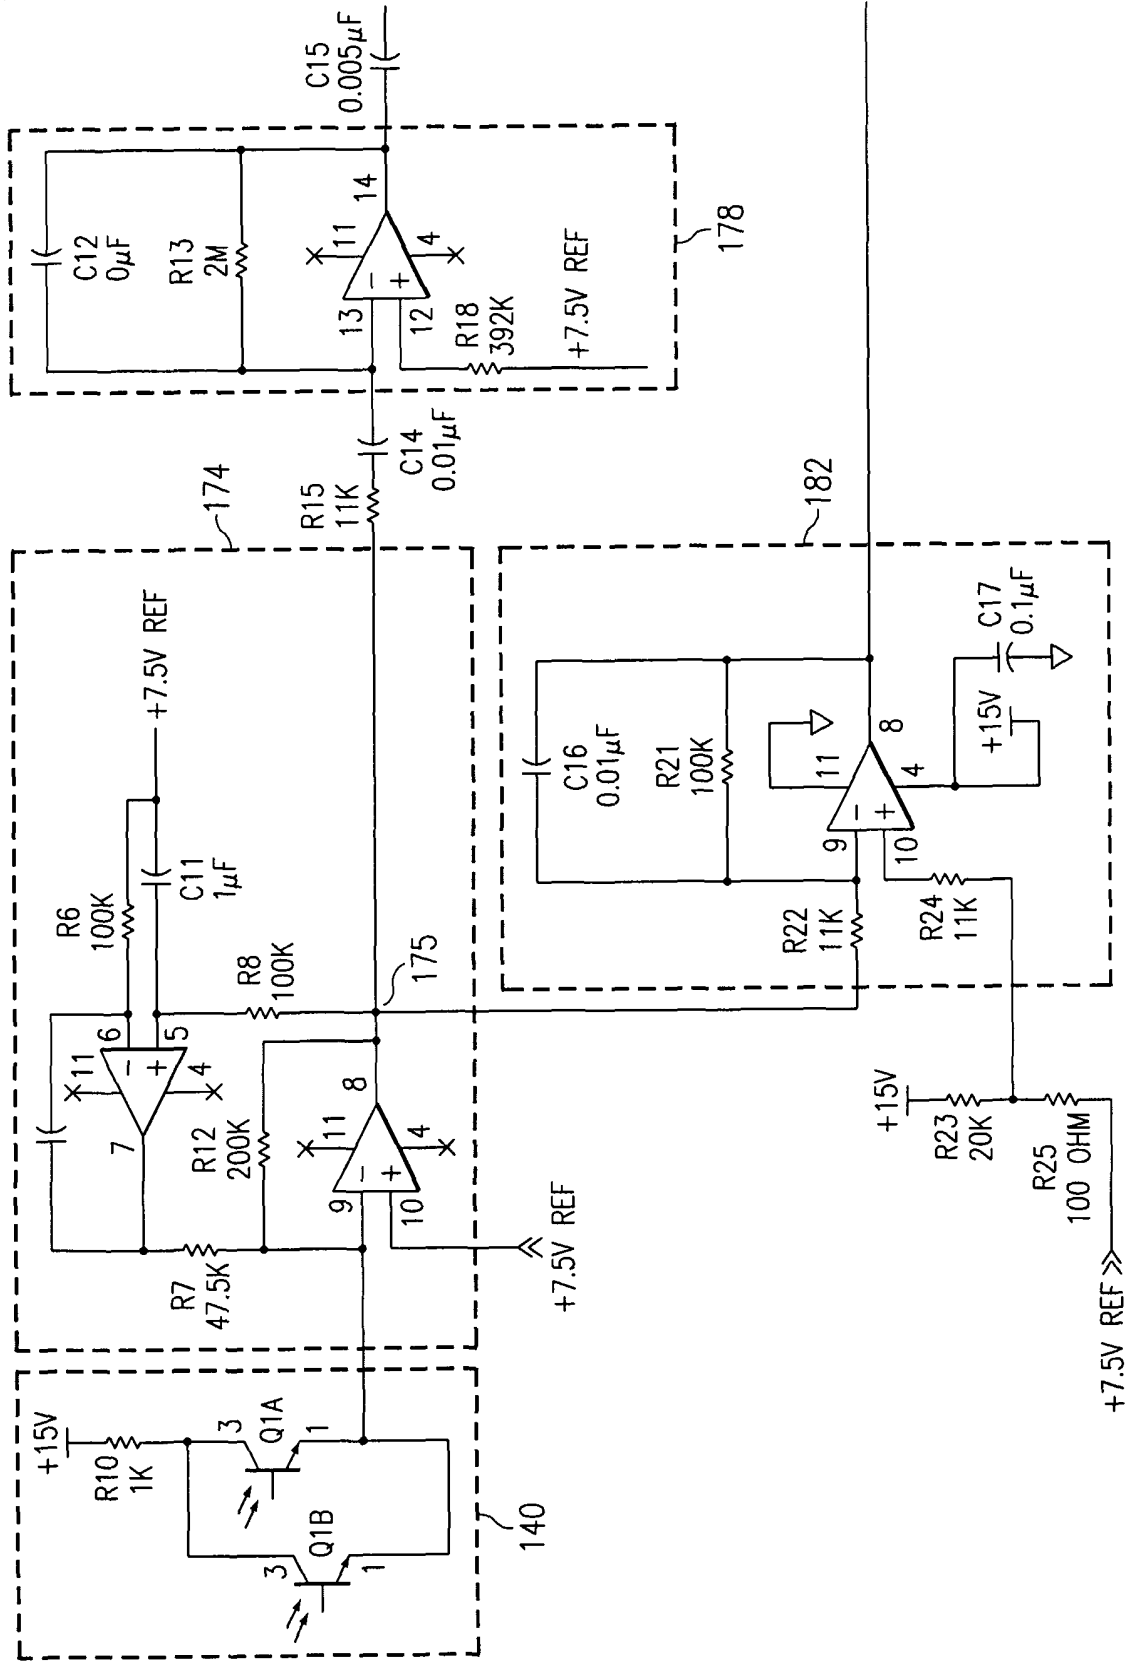 C15
0.005μF
C12
0μF
R13
2M
14
11
4
13
12
R18
392K
+7.5V REF
178
174
R15
11K
C14
0.01μF
+7.5V REF
R6
100K
C11
1μF
R8
100K
175
6
5
11
4
7
R12
200K
R7
47.5K
8
11
4
9
10
+7.5V REF
+15V
R10
1K
Q1A
3
1
Q1B
3
1
140
182
C16
0.01μF
R21
100K
C17
0.1μF
+15V
8
11
4
9
10
R22
11K
R24
11K
+15V
R23
20K
R25
100 OHM
+7.5V REF